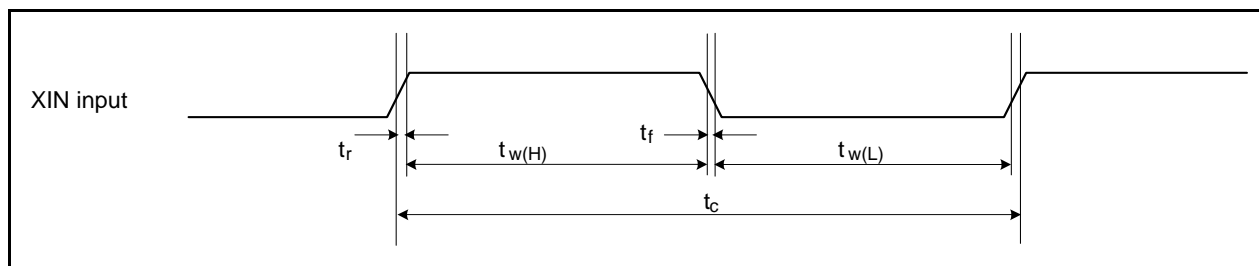 XIN input
tr
tw(H)
tf
tw(L)
tc